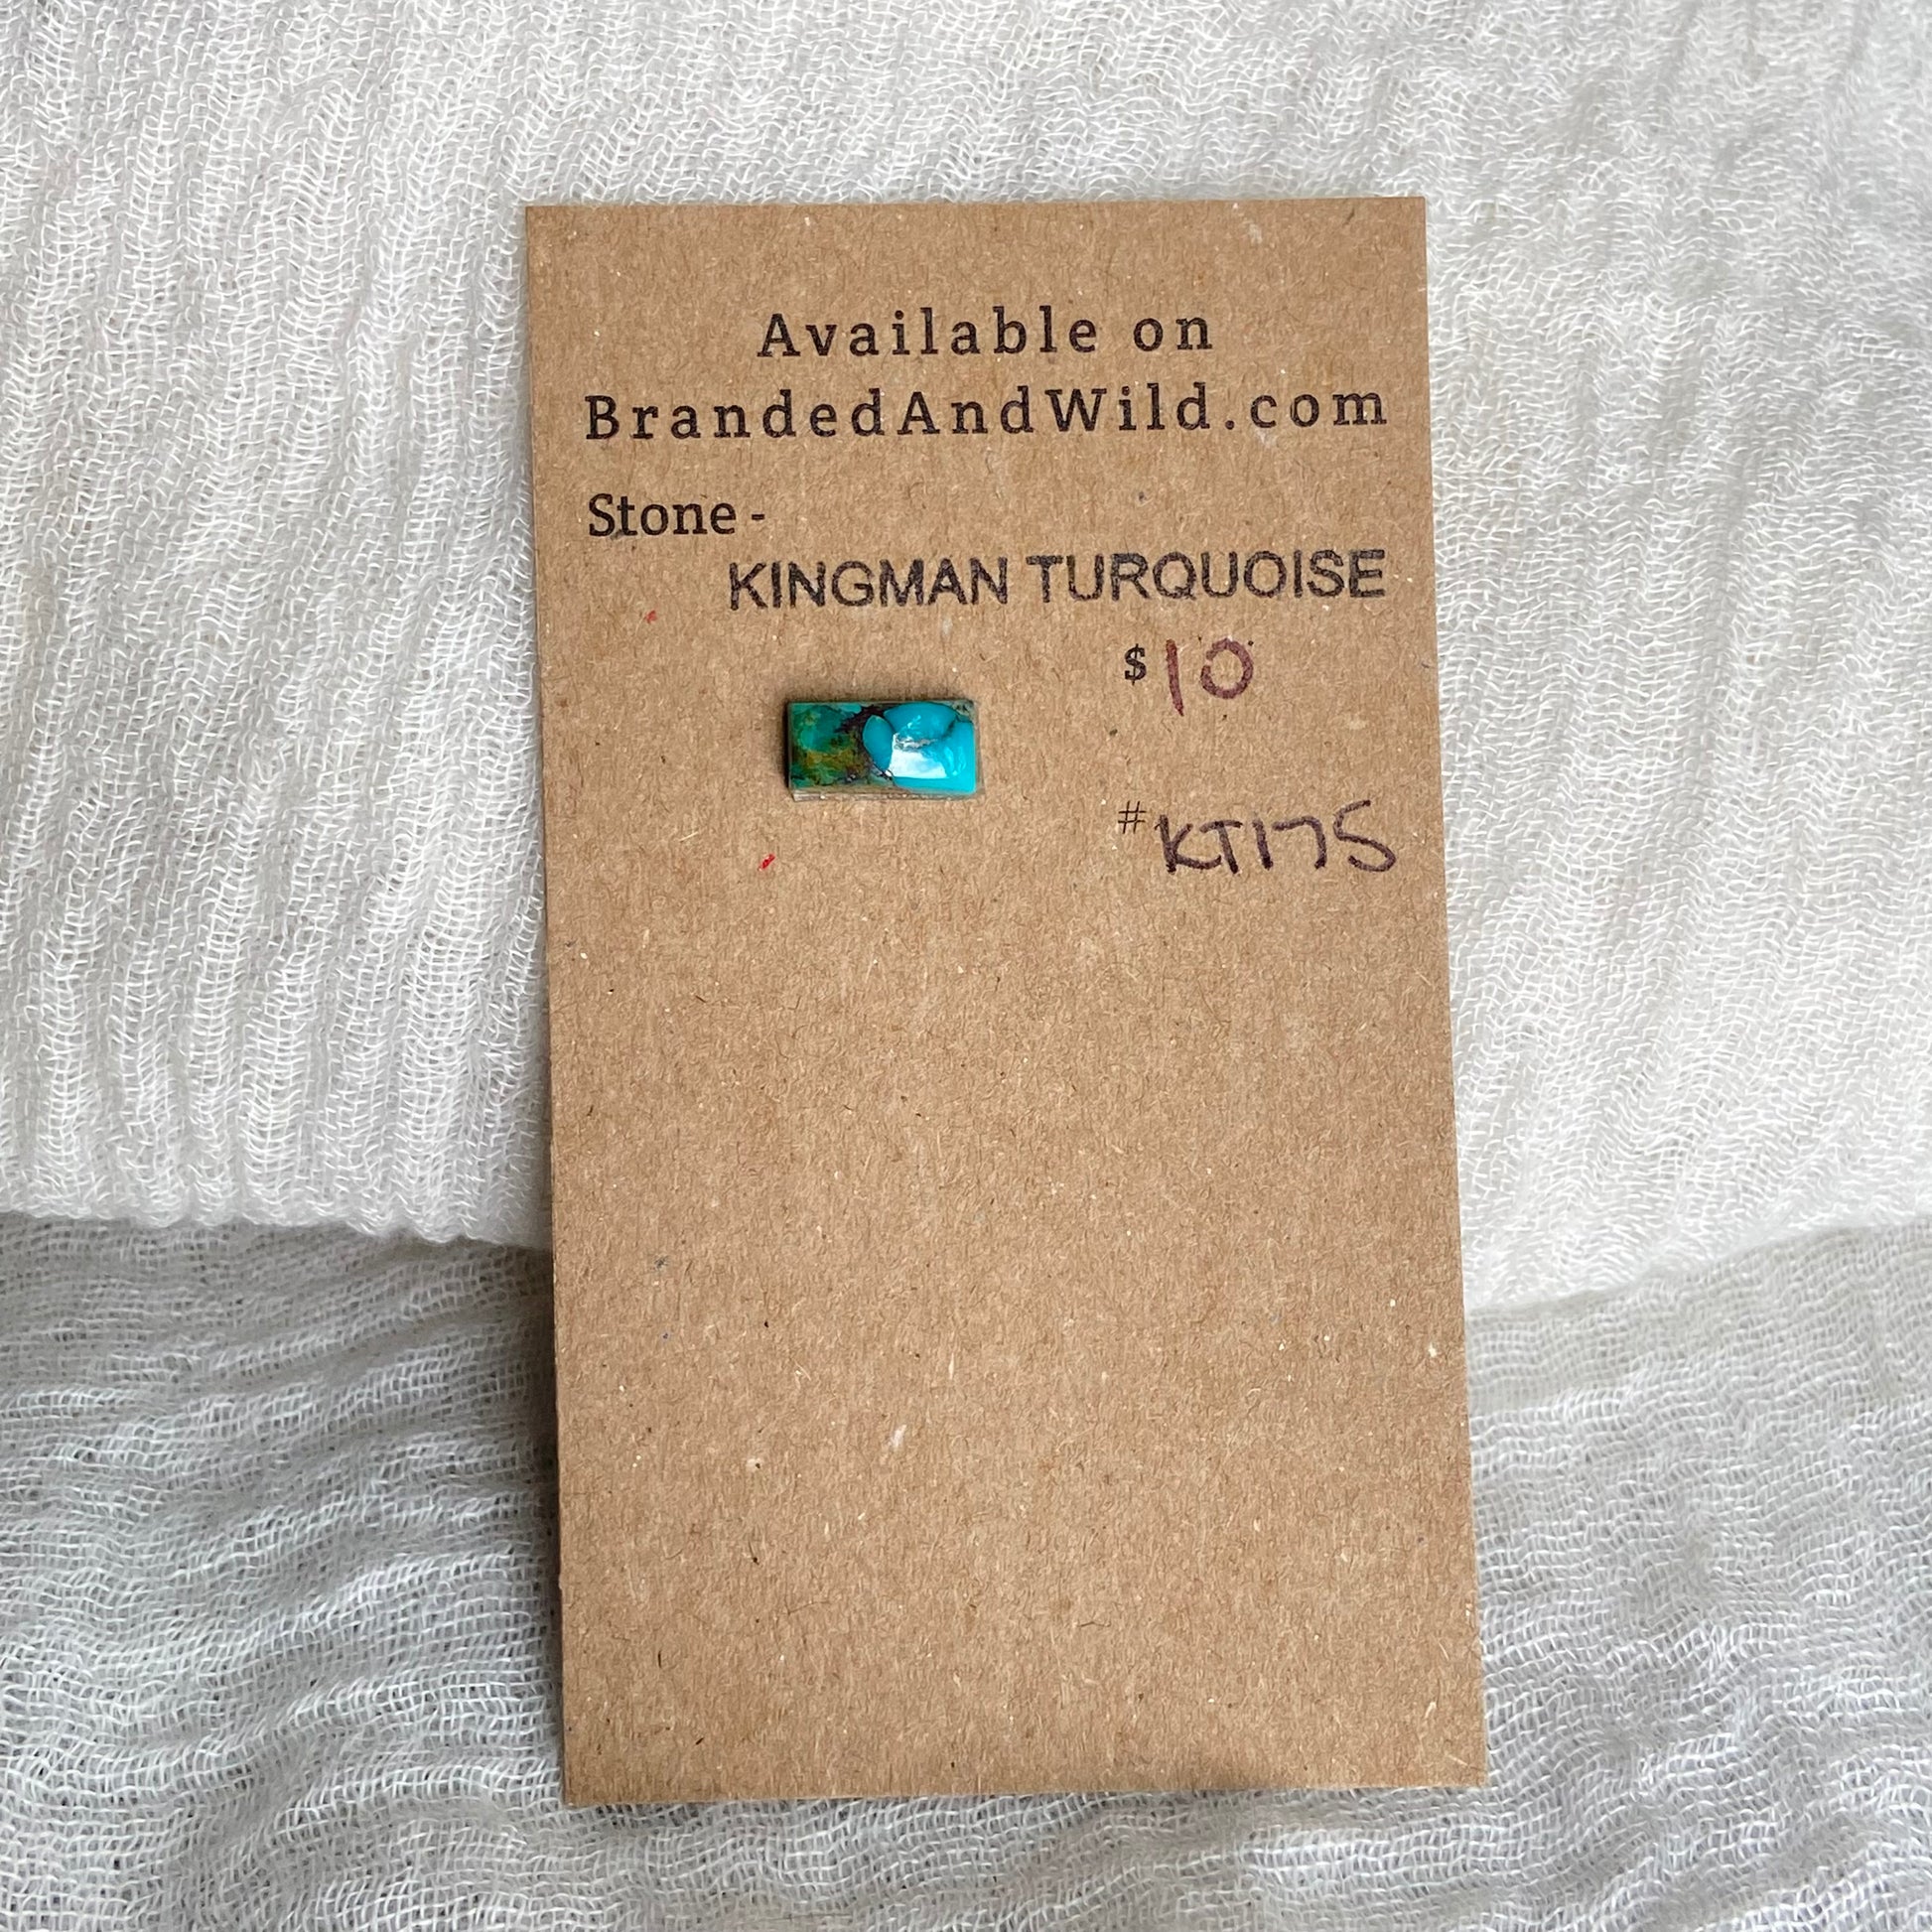 Available on
BrandedAndWild.com
Stone -
KINGMAN TURQUOISE
$10
#KT175